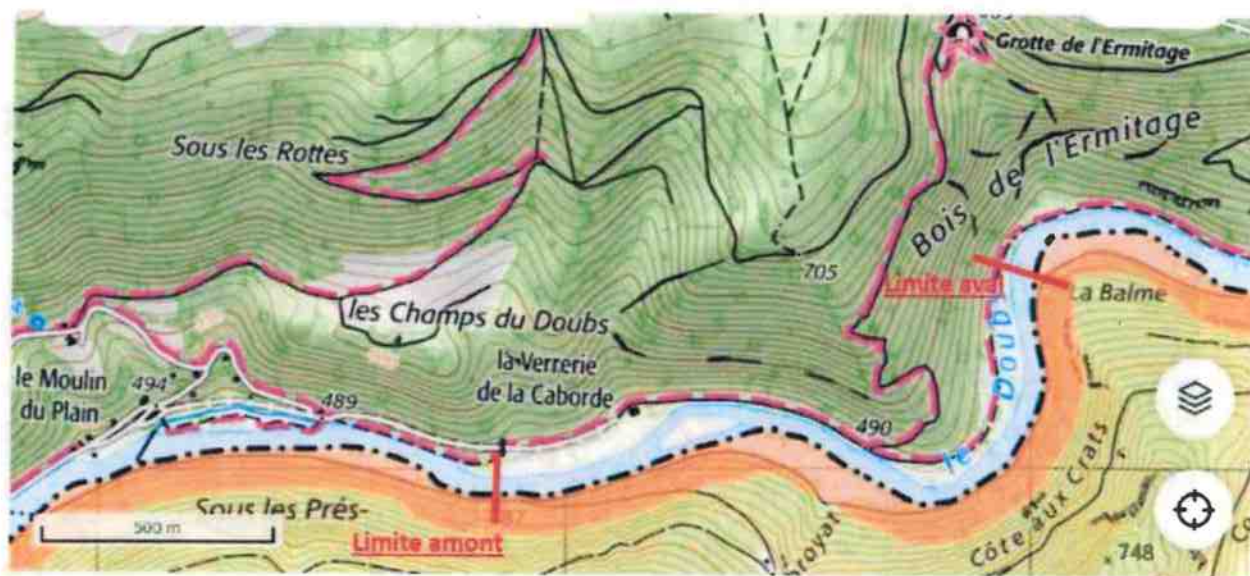 Grotte de l'Ermitage
Sous les Rottes
Bois de l'Ermitage
705
Limite aval
La Balme
les Champs du Doubs
la Verrerie
de la Caborde
le Moulin
du Plain
494
489
490
le Doubs
Sous les Prés-
500 m
Limite amont
Côte aux Crats
748